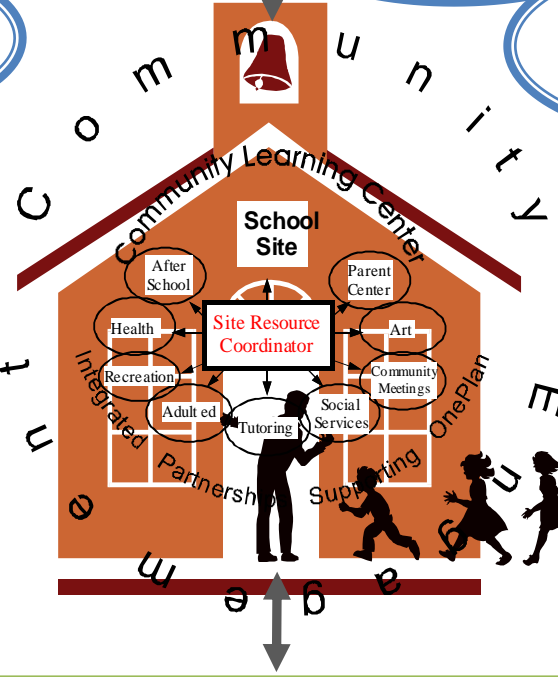 Community
Community Learning Center
School
Site
After
School
Parent
Center
Site Resource
Coordinator
Health
Art
Recreation
Community
Meetings
Adult ed
Tutoring
Social
Services
Integrated Partnership Supporting OnePlan
Engagement